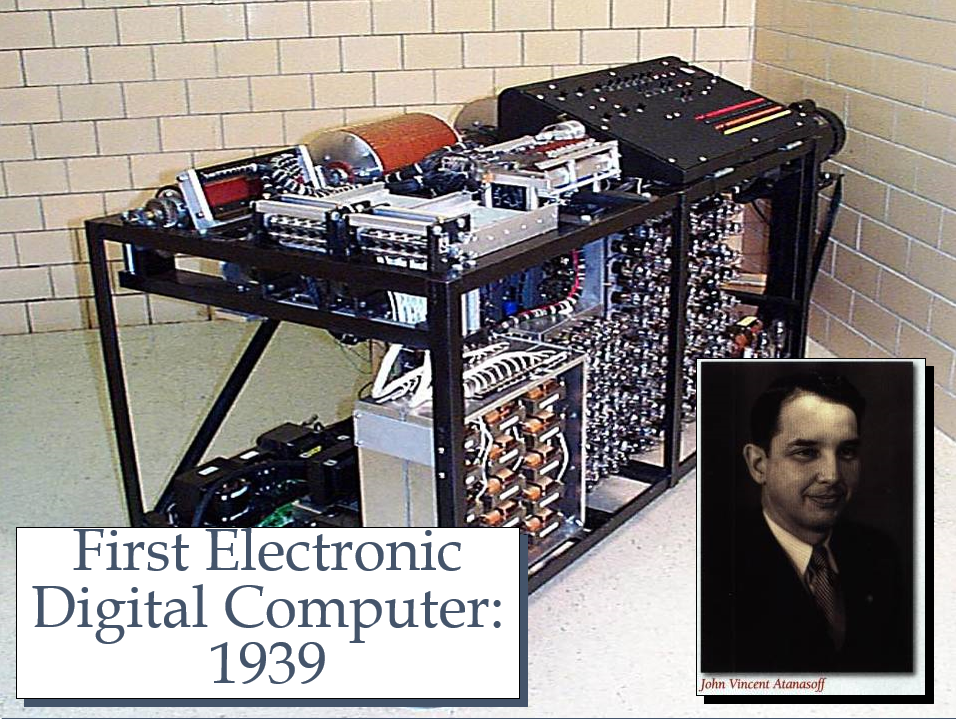 First Electronic
Digital Computer:
1939
John Vincent Atanasoff